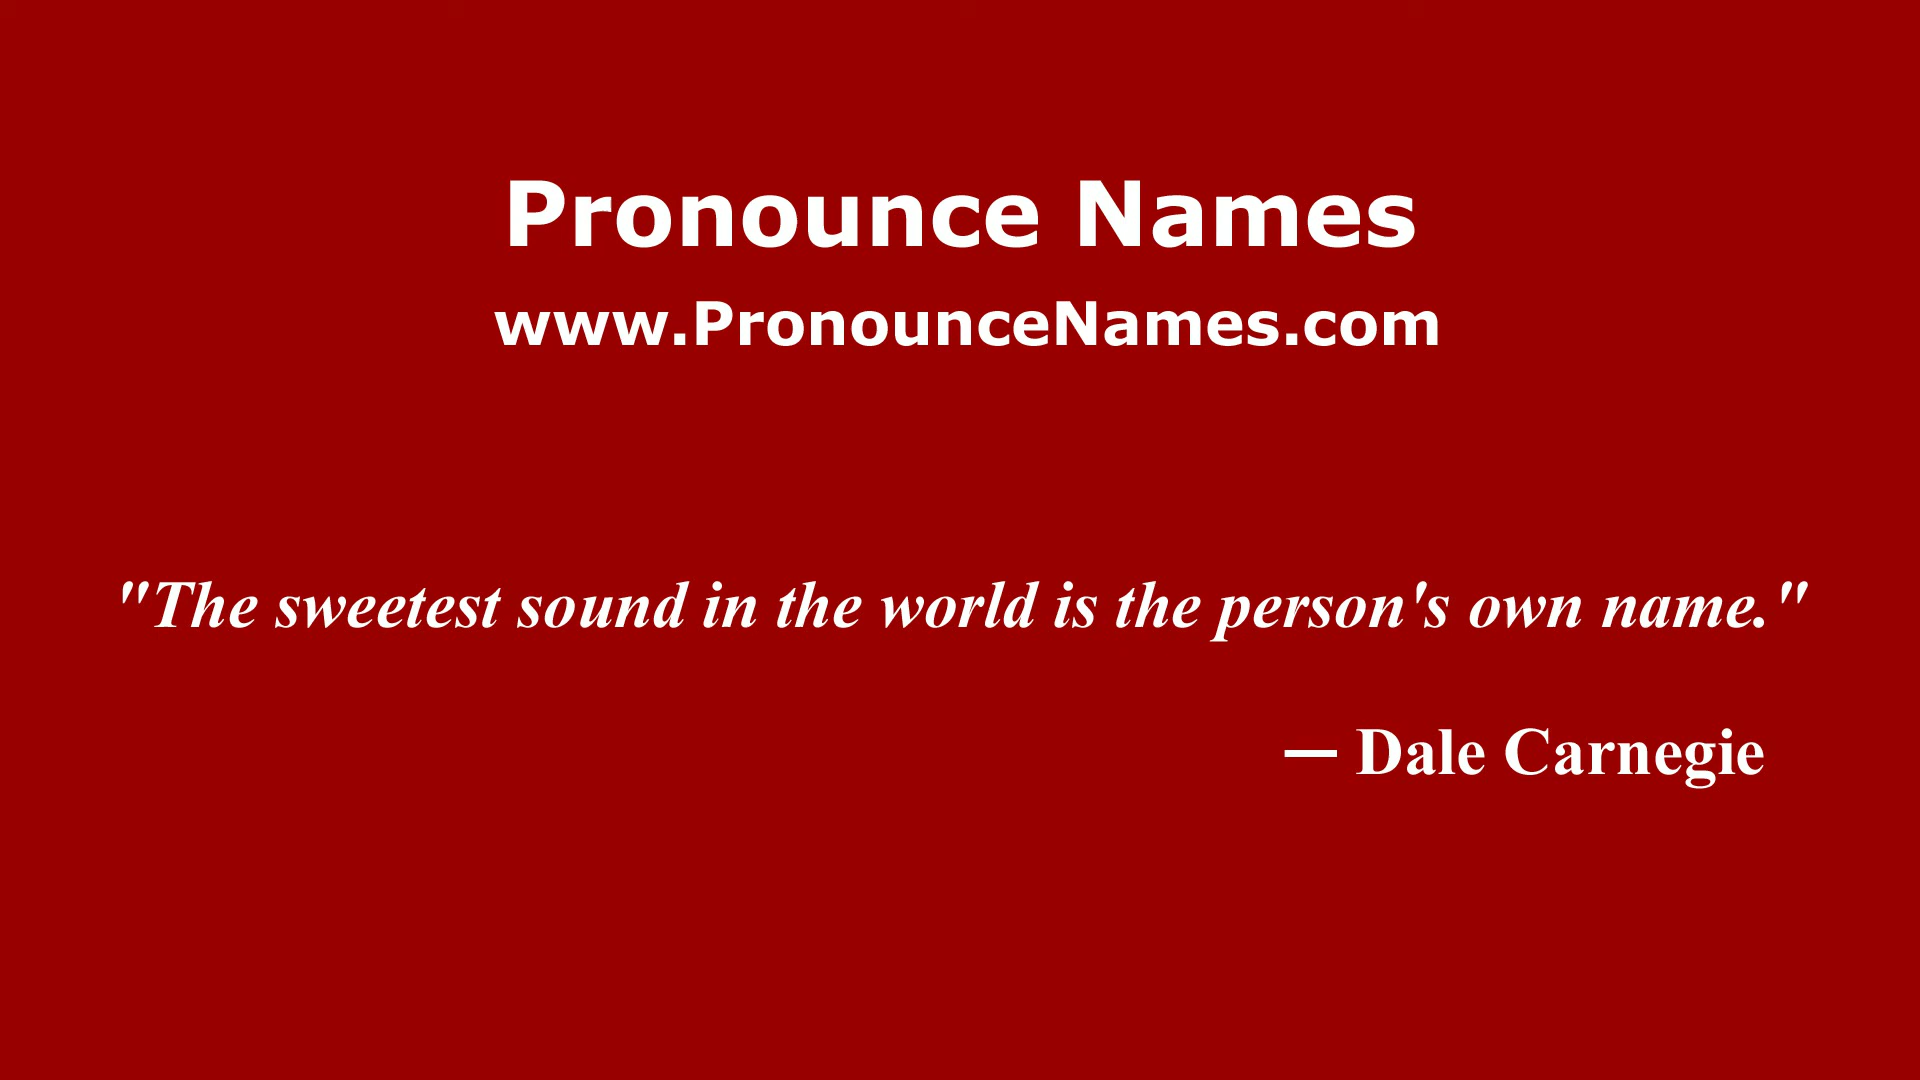 Pronounce Names
www.PronounceNames.com
"The sweetest sound in the world is the person's own name."
— Dale Carnegie